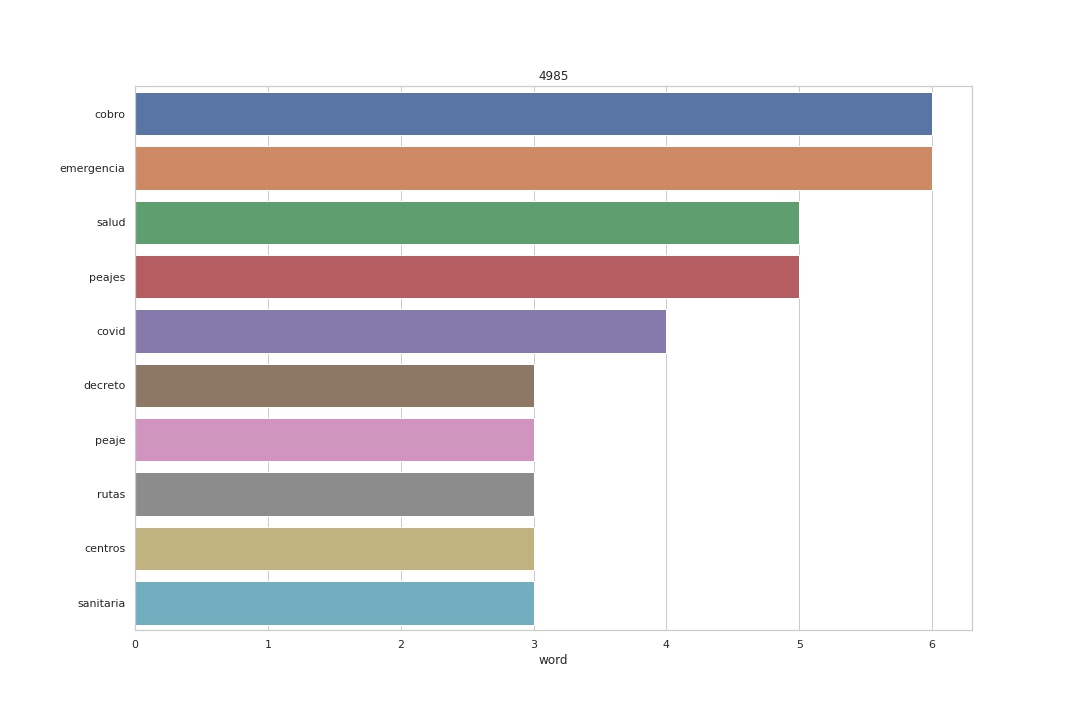 4985
cobro
emergencia
salud
peajes
covid
decreto
peaje
rutas
centros
sanitaria
0 1 2 3 4 5 6
word